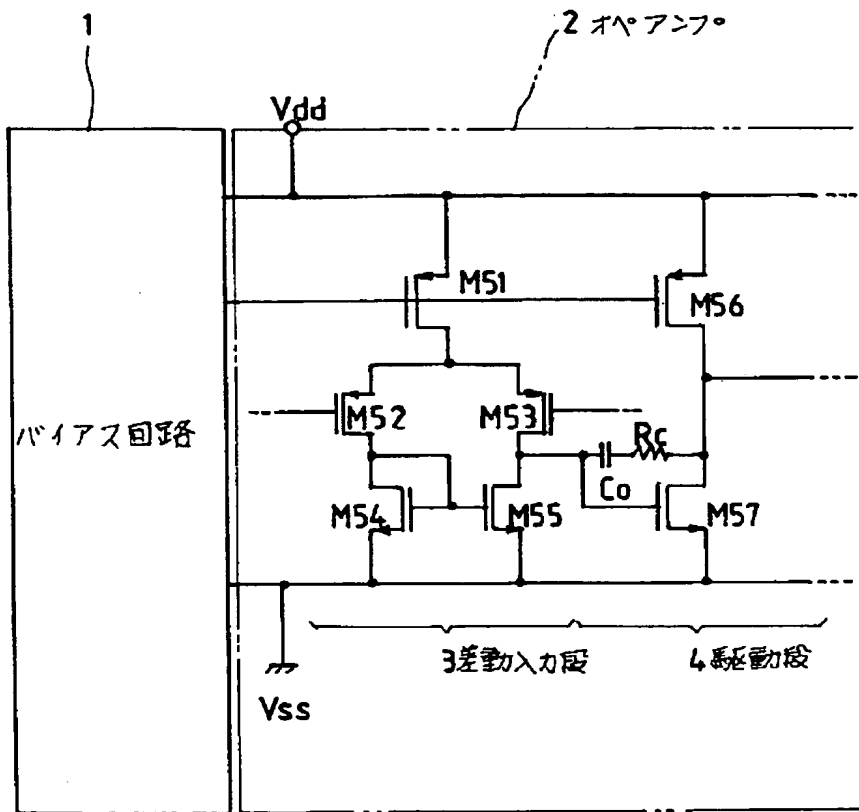 1
2 オペアンプ
Vdd
M51
M56
M52
M53
バイアス回路
Rc
Co
M54
M55
M57
3差動入力段
4駆動段
Vss